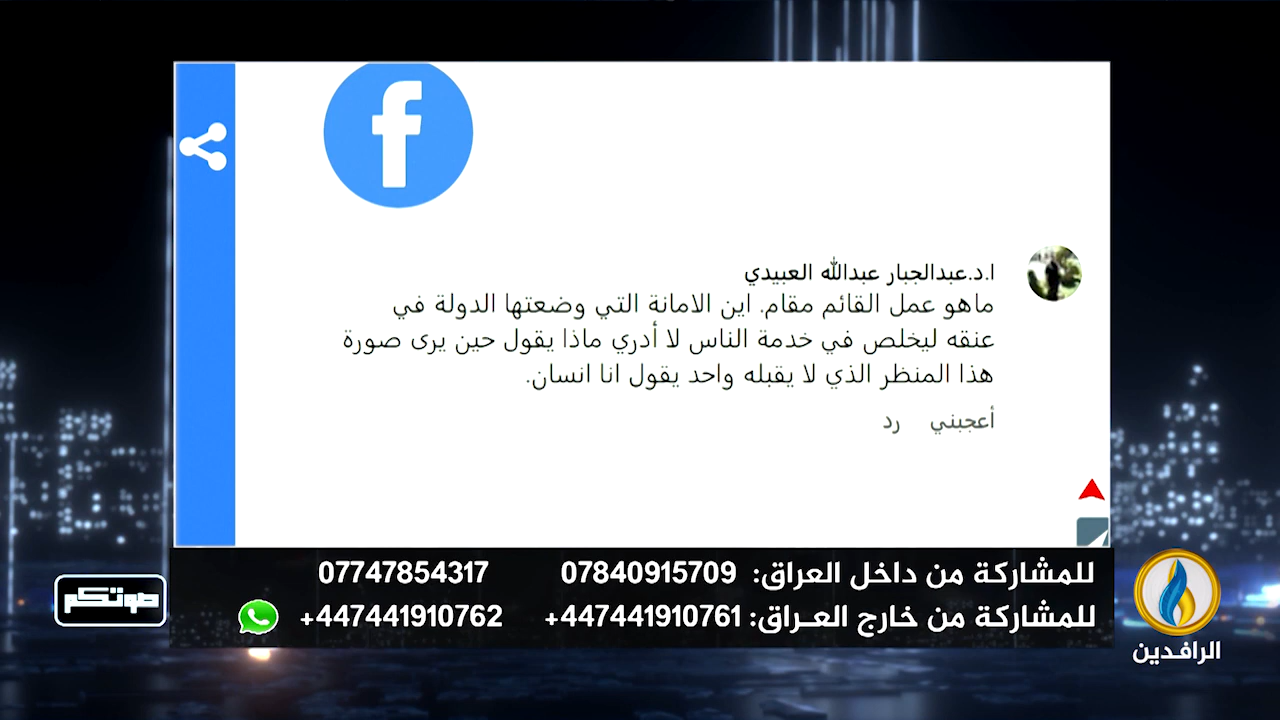 ا.د.عبدالجبار عبدالله العبيدي
ماهو عمل القائم مقام. اين الامانة التي وضعتها الدولة في
عنقه ليخلص في خدمة الناس لا أدري ماذا يقول حين يرى صورة
هذا المنظر الذي لا يقبله واحد يقول انا انسان.
أعجبني رد
للمشاركة من داخل العراق: 07840915709 07747854317
للمشاركة من خارج العـراق: +447441910761 +447441910762
صوتكم
الرافدين